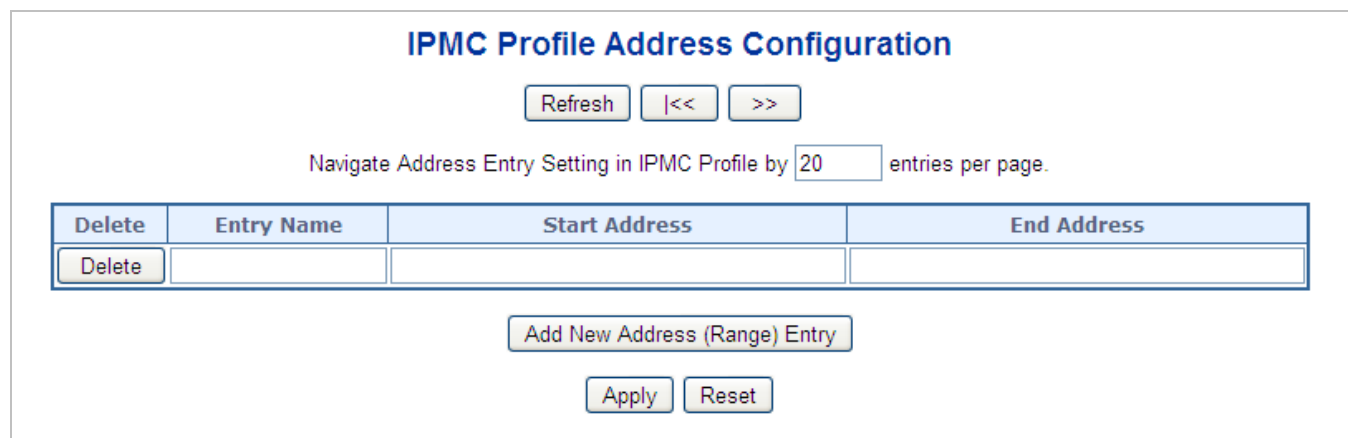 IPMC Profile Address Configuration
Refresh |<< >>
Navigate Address Entry Setting in IPMC Profile by 20 entries per page.
Delete Entry Name Start Address End Address
Delete
Add New Address (Range) Entry
Apply Reset